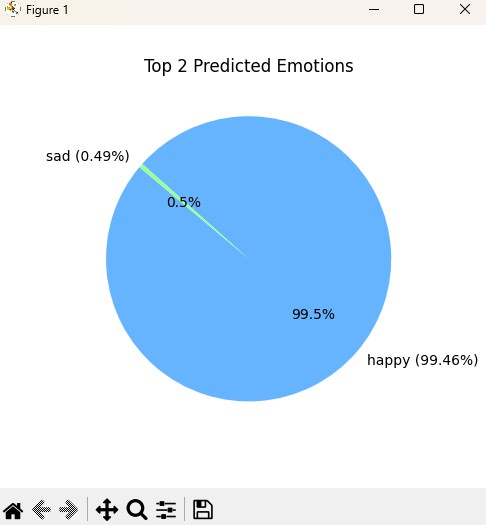 Figure 1
Top 2 Predicted Emotions
sad (0.49%)
0.5%
99.5%
happy (99.46%)